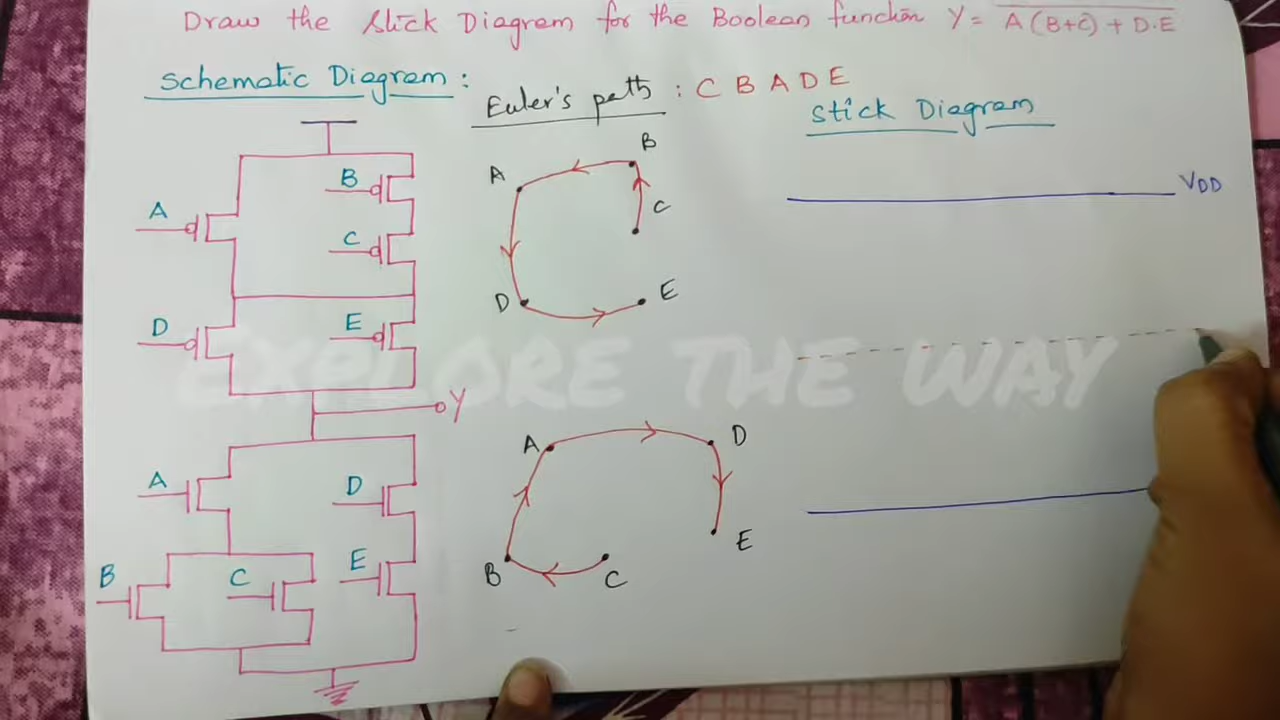 Draw the Stick Diagram for the Boolean function Y = A(B+C) + D.E
Schematic Diagram :
Euler's path : C B A D E
Stick Diagram
VDD
B
A
C
D
E
Y
A
D
B
C
E
B
A
C
D
E
A
D
B
C
E
EXPLORE THE WAY